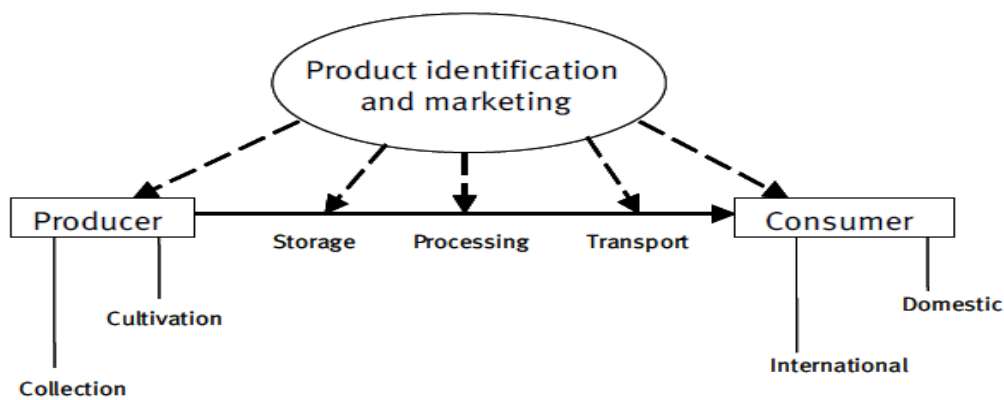 Product identification
and marketing
Producer
Consumer
Storage
Processing
Transport
Cultivation
Collection
Domestic
International